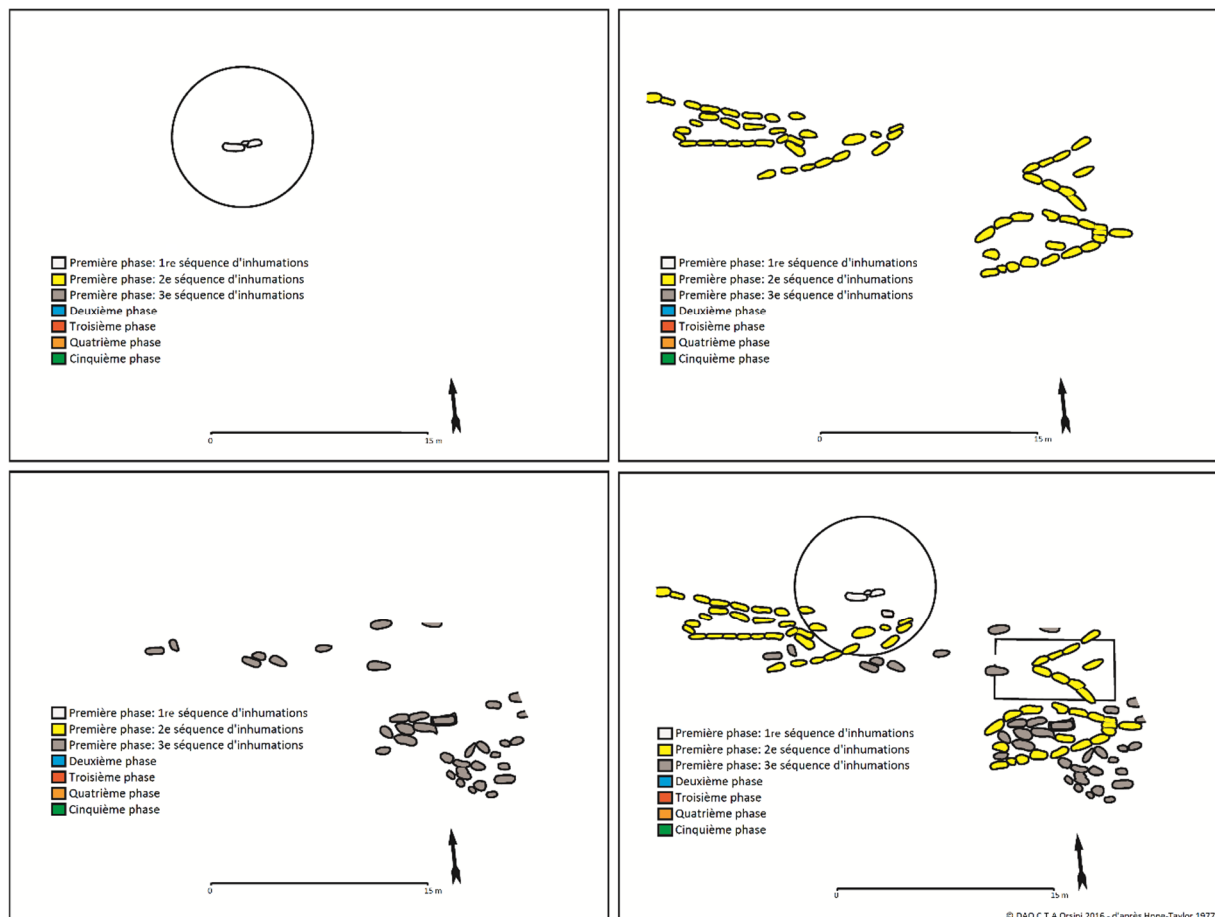 Première phase: 1re séquence d'inhumations
Première phase: 2e séquence d'inhumations
Première phase: 3e séquence d'inhumations
Deuxième phase
Troisième phase
Quatrième phase
Cinquième phase
0
15 m
Première phase: 1re séquence d'inhumations
Première phase: 2e séquence d'inhumations
Première phase: 3e séquence d'inhumations
Deuxième phase
Troisième phase
Quatrième phase
Cinquième phase
0
15 m
Première phase: 1re séquence d'inhumations
Première phase: 2e séquence d'inhumations
Première phase: 3e séquence d'inhumations
Deuxième phase
Troisième phase
Quatrième phase
Cinquième phase
0
15 m
Première phase: 1re séquence d'inhumations
Première phase: 2e séquence d'inhumations
Première phase: 3e séquence d'inhumations
Deuxième phase
Troisième phase
Quatrième phase
Cinquième phase
0
15 m
© DAO C.T.A Orsini 2016 - d'après Hope-Taylor 1977